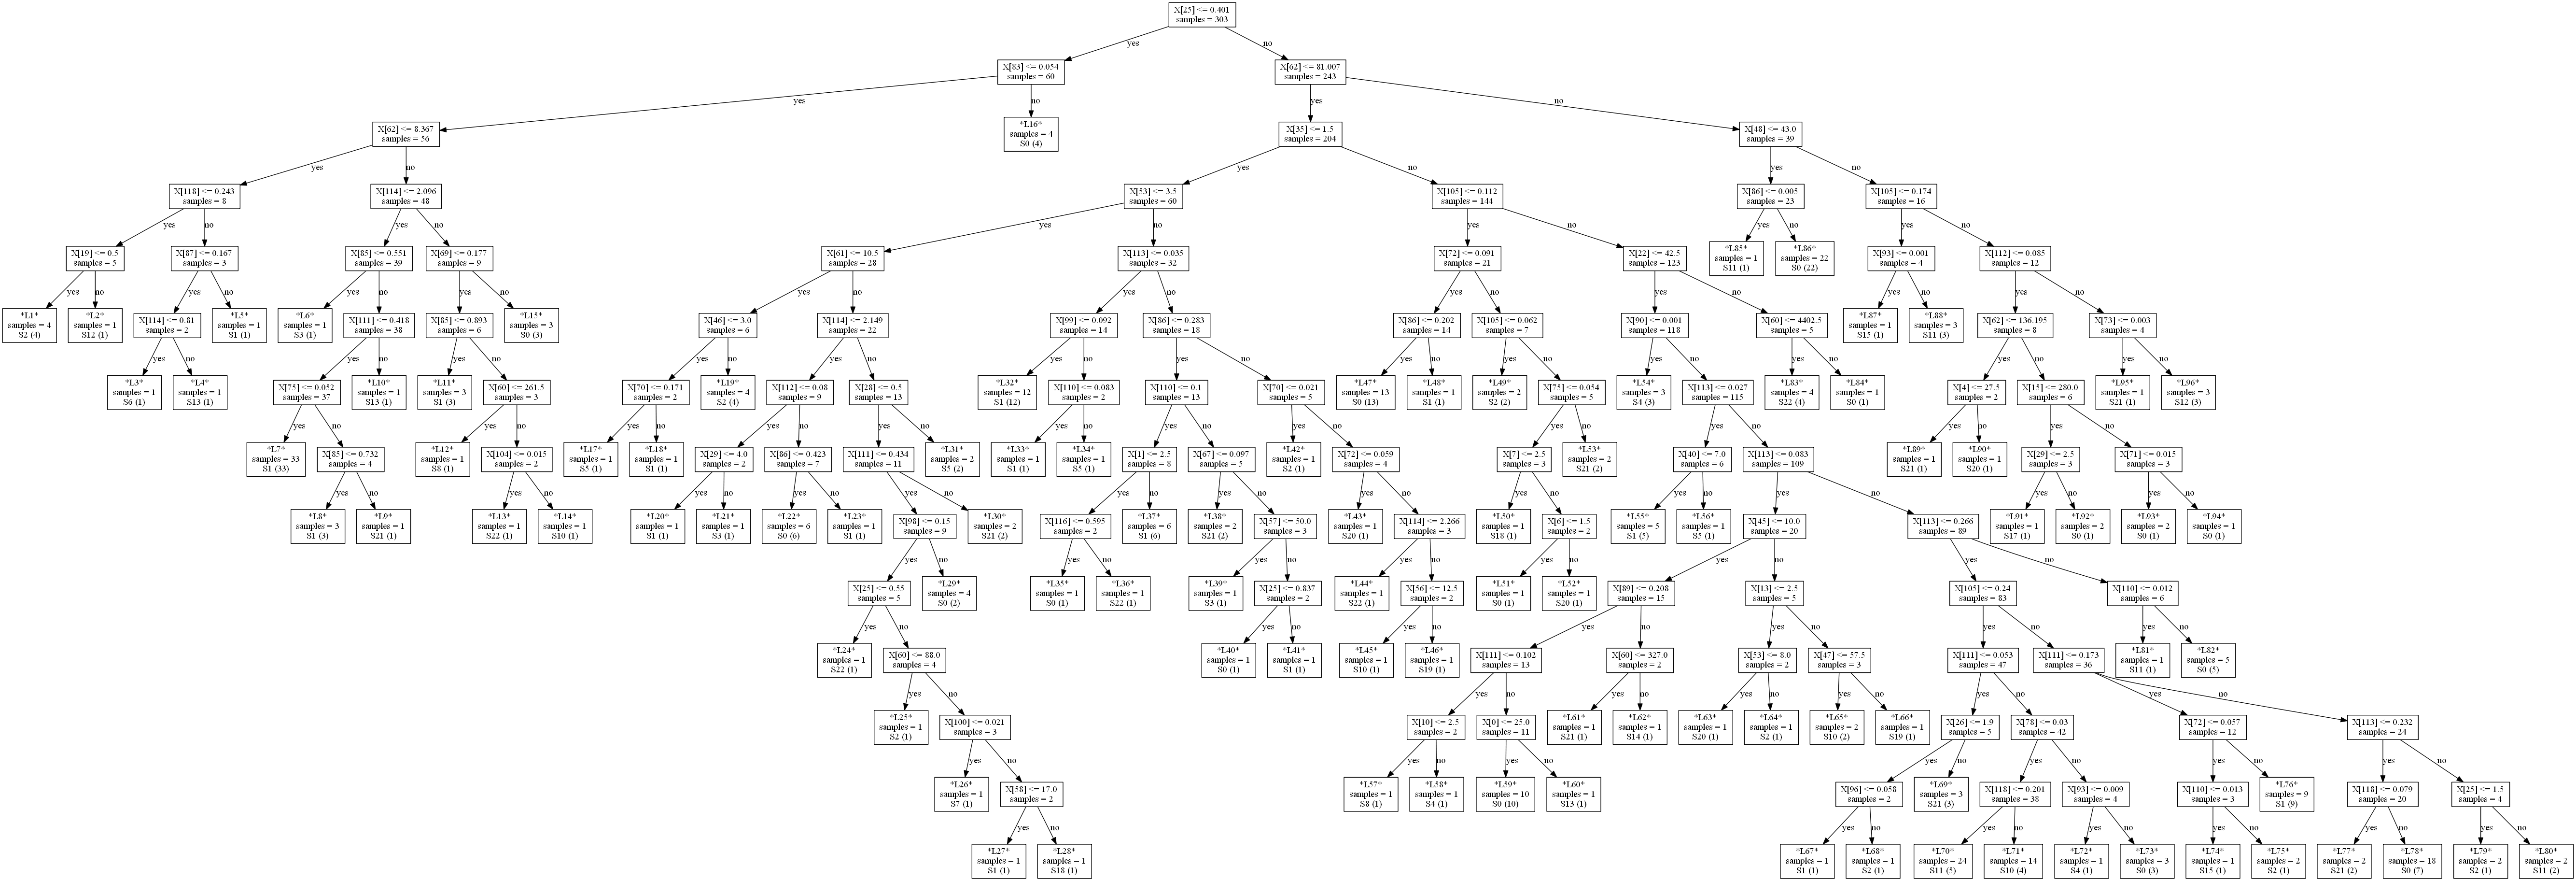 X[25] <= 0.401
samples = 303
yes
no
X[83] <= 0.054
samples = 60
X[62] <= 81.007
samples = 243
yes
no
yes
no
X[62] <= 8.367
samples = 56
*L16*
samples = 4
S0 (4)
X[35] <= 1.5
samples = 204
X[48] <= 43.0
samples = 39
yes
no
yes
no
yes
no
X[118] <= 0.243
samples = 8
X[114] <= 2.096
samples = 48
X[53] <= 3.5
samples = 60
X[105] <= 0.112
samples = 144
X[86] <= 0.005
samples = 23
X[105] <= 0.174
samples = 16
yes
no
yes
no
yes
no
yes
no
yes
no
yes
no
X[19] <= 0.5
samples = 5
X[87] <= 0.167
samples = 3
X[85] <= 0.551
samples = 39
X[69] <= 0.177
samples = 9
X[61] <= 10.5
samples = 28
X[113] <= 0.035
samples = 32
X[72] <= 0.091
samples = 21
X[22] <= 42.5
samples = 123
*L85*
samples = 1
S11 (1)
*L86*
samples = 22
S0 (22)
X[93] <= 0.001
samples = 4
X[112] <= 0.085
samples = 12
yes
no
yes
no
yes
no
yes
no
yes
no
yes
no
yes
no
yes
no
yes
no
yes
no
*L1*
samples = 4
S2 (4)
*L2*
samples = 1
S12 (1)
X[114] <= 0.81
samples = 2
*L5*
samples = 1
S1 (1)
*L6*
samples = 1
S3 (1)
X[111] <= 0.418
samples = 38
X[85] <= 0.893
samples = 6
*L15*
samples = 3
S0 (3)
X[46] <= 3.0
samples = 6
X[114] <= 2.149
samples = 22
X[99] <= 0.092
samples = 14
X[86] <= 0.283
samples = 18
X[86] <= 0.202
samples = 14
X[105] <= 0.062
samples = 7
X[90] <= 0.001
samples = 118
X[60] <= 4402.5
samples = 5
*L87*
samples = 1
S15 (1)
*L88*
samples = 3
S11 (3)
X[62] <= 136.195
samples = 8
X[73] <= 0.003
samples = 4
yes
no
yes
no
yes
no
yes
no
yes
no
yes
no
yes
no
yes
no
yes
no
yes
no
yes
no
yes
no
yes
no
*L3*
samples = 1
S6 (1)
*L4*
samples = 1
S13 (1)
X[75] <= 0.052
samples = 37
*L10*
samples = 1
S13 (1)
*L11*
samples = 3
S1 (3)
X[60] <= 261.5
samples = 3
X[70] <= 0.171
samples = 2
*L19*
samples = 4
S2 (4)
X[112] <= 0.08
samples = 9
X[28] <= 0.5
samples = 13
*L32*
samples = 12
S1 (12)
X[110] <= 0.083
samples = 2
X[110] <= 0.1
samples = 13
X[70] <= 0.021
samples = 5
*L47*
samples = 13
S0 (13)
*L48*
samples = 1
S1 (1)
*L49*
samples = 2
S2 (2)
X[75] <= 0.054
samples = 5
*L54*
samples = 3
S4 (3)
X[113] <= 0.027
samples = 115
*L83*
samples = 4
S22 (4)
*L84*
samples = 1
S0 (1)
X[4] <= 27.5
samples = 2
X[15] <= 280.0
samples = 6
*L95*
samples = 1
S21 (1)
*L96*
samples = 3
S12 (3)
yes
no
yes
no
yes
no
yes
no
yes
no
yes
no
yes
no
yes
no
yes
no
yes
no
yes
no
yes
no
*L7*
samples = 33
S1 (33)
X[85] <= 0.732
samples = 4
*L12*
samples = 1
S8 (1)
X[104] <= 0.015
samples = 2
*L17*
samples = 1
S5 (1)
*L18*
samples = 1
S1 (1)
X[29] <= 4.0
samples = 2
X[86] <= 0.423
samples = 7
X[111] <= 0.434
samples = 11
*L31*
samples = 2
S5 (2)
*L33*
samples = 1
S1 (1)
*L34*
samples = 1
S5 (1)
X[1] <= 2.5
samples = 8
X[67] <= 0.097
samples = 5
*L42*
samples = 1
S2 (1)
X[72] <= 0.059
samples = 4
X[7] <= 2.5
samples = 3
*L53*
samples = 2
S21 (2)
X[40] <= 7.0
samples = 6
X[113] <= 0.083
samples = 109
*L89*
samples = 1
S21 (1)
*L90*
samples = 1
S20 (1)
X[29] <= 2.5
samples = 3
X[71] <= 0.015
samples = 3
yes
no
yes
no
yes
no
yes
no
yes
no
yes
no
yes
no
yes
no
yes
no
yes
no
yes
no
yes
no
yes
no
*L8*
samples = 3
S1 (3)
*L9*
samples = 1
S21 (1)
*L13*
samples = 1
S22 (1)
*L14*
samples = 1
S10 (1)
*L20*
samples = 1
S1 (1)
*L21*
samples = 1
S3 (1)
*L22*
samples = 6
S0 (6)
*L23*
samples = 1
S1 (1)
X[98] <= 0.15
samples = 9
*L30*
samples = 2
S21 (2)
X[116] <= 0.595
samples = 2
*L37*
samples = 6
S1 (6)
*L38*
samples = 2
S21 (2)
X[57] <= 50.0
samples = 3
*L43*
samples = 1
S20 (1)
X[114] <= 2.266
samples = 3
*L50*
samples = 1
S18 (1)
X[6] <= 1.5
samples = 2
*L55*
samples = 5
S1 (5)
*L56*
samples = 1
S5 (1)
X[45] <= 10.0
samples = 20
X[113] <= 0.266
samples = 89
*L91*
samples = 1
S17 (1)
*L92*
samples = 2
S0 (1)
*L93*
samples = 2
S0 (1)
*L94*
samples = 1
S0 (1)
yes
no
yes
no
yes
no
yes
no
yes
no
yes
no
yes
no
X[25] <= 0.55
samples = 5
*L29*
samples = 4
S0 (2)
*L35*
samples = 1
S0 (1)
*L36*
samples = 1
S22 (1)
*L39*
samples = 1
S3 (1)
X[25] <= 0.837
samples = 2
*L44*
samples = 1
S22 (1)
X[56] <= 12.5
samples = 2
*L51*
samples = 1
S0 (1)
*L52*
samples = 1
S20 (1)
X[89] <= 0.208
samples = 15
X[13] <= 2.5
samples = 5
X[105] <= 0.24
samples = 83
X[110] <= 0.012
samples = 6
yes
no
yes
no
yes
no
yes
no
yes
no
yes
no
yes
no
*L24*
samples = 1
S22 (1)
X[60] <= 88.0
samples = 4
*L40*
samples = 1
S0 (1)
*L41*
samples = 1
S1 (1)
*L45*
samples = 1
S10 (1)
*L46*
samples = 1
S19 (1)
X[111] <= 0.102
samples = 13
X[60] <= 327.0
samples = 2
X[53] <= 8.0
samples = 2
X[47] <= 57.5
samples = 3
X[111] <= 0.053
samples = 47
X[111] <= 0.173
samples = 36
*L81*
samples = 1
S11 (1)
*L82*
samples = 5
S0 (5)
yes
no
yes
no
yes
no
yes
no
yes
no
yes
no
yes
no
*L25*
samples = 1
S2 (1)
X[100] <= 0.021
samples = 3
X[10] <= 2.5
samples = 2
X[0] <= 25.0
samples = 11
*L61*
samples = 1
S21 (1)
*L62*
samples = 1
S14 (1)
*L63*
samples = 1
S20 (1)
*L64*
samples = 1
S2 (1)
*L65*
samples = 2
S10 (2)
*L66*
samples = 1
S19 (1)
X[26] <= 1.9
samples = 5
X[78] <= 0.03
samples = 42
X[72] <= 0.057
samples = 12
X[113] <= 0.232
samples = 24
yes
no
yes
no
yes
no
yes
no
yes
no
yes
no
yes
no
*L26*
samples = 1
S7 (1)
X[58] <= 17.0
samples = 2
*L57*
samples = 1
S8 (1)
*L58*
samples = 1
S4 (1)
*L59*
samples = 10
S0 (10)
*L60*
samples = 1
S13 (1)
X[96] <= 0.058
samples = 2
*L69*
samples = 3
S21 (3)
X[118] <= 0.201
samples = 38
X[93] <= 0.009
samples = 4
X[110] <= 0.013
samples = 3
*L76*
samples = 9
S1 (9)
X[118] <= 0.079
samples = 20
X[25] <= 1.5
samples = 4
yes
no
yes
no
yes
no
yes
no
yes
no
yes
no
yes
no
*L27*
samples = 1
S1 (1)
*L28*
samples = 1
S18 (1)
*L67*
samples = 1
S1 (1)
*L68*
samples = 1
S2 (1)
*L70*
samples = 24
S11 (5)
*L71*
samples = 14
S10 (4)
*L72*
samples = 1
S4 (1)
*L73*
samples = 3
S0 (3)
*L74*
samples = 1
S15 (1)
*L75*
samples = 2
S2 (1)
*L77*
samples = 2
S21 (2)
*L78*
samples = 18
S0 (7)
*L79*
samples = 2
S2 (1)
*L80*
samples = 2
S11 (2)